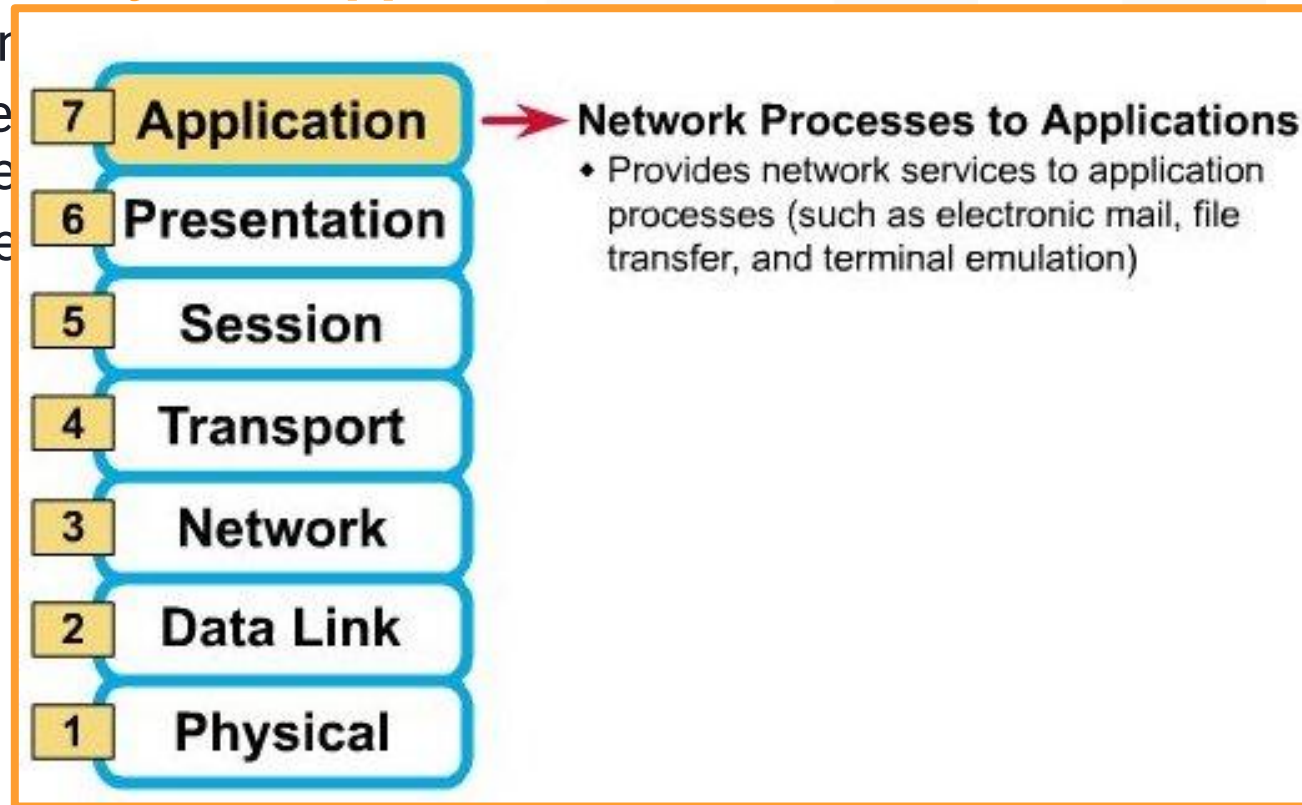 7 Application
Network Processes to Applications
• Provides network services to application
processes (such as electronic mail, file
transfer, and terminal emulation)
6 Presentation
5 Session
4 Transport
3 Network
2 Data Link
1 Physical